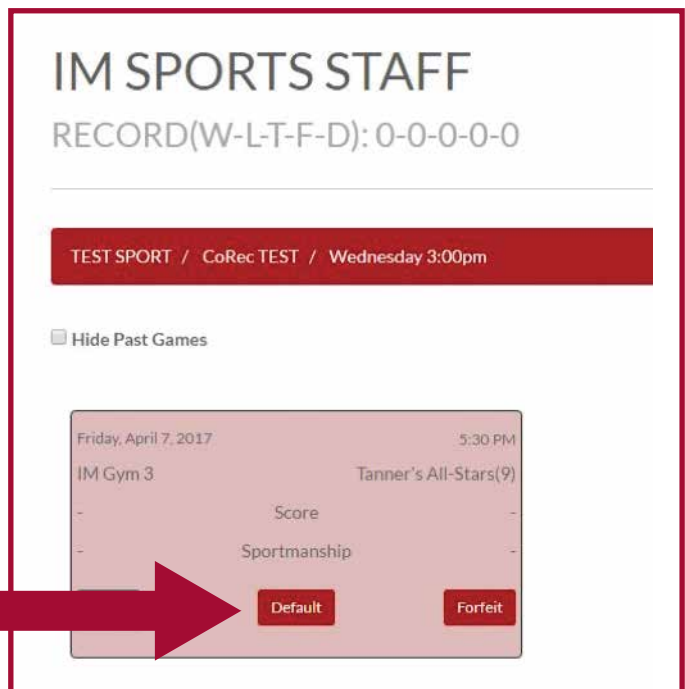 IM SPORTS STAFF
RECORD(W-L-T-F-D): 0-0-0-0-0
TEST SPORT / CoRec TEST / Wednesday 3:00pm
Hide Past Games
Friday, April 7, 2017 5:30 PM
IM Gym 3 Tanner's All-Stars(9)
- Score -
- Sportmanship -
Default Forfeit